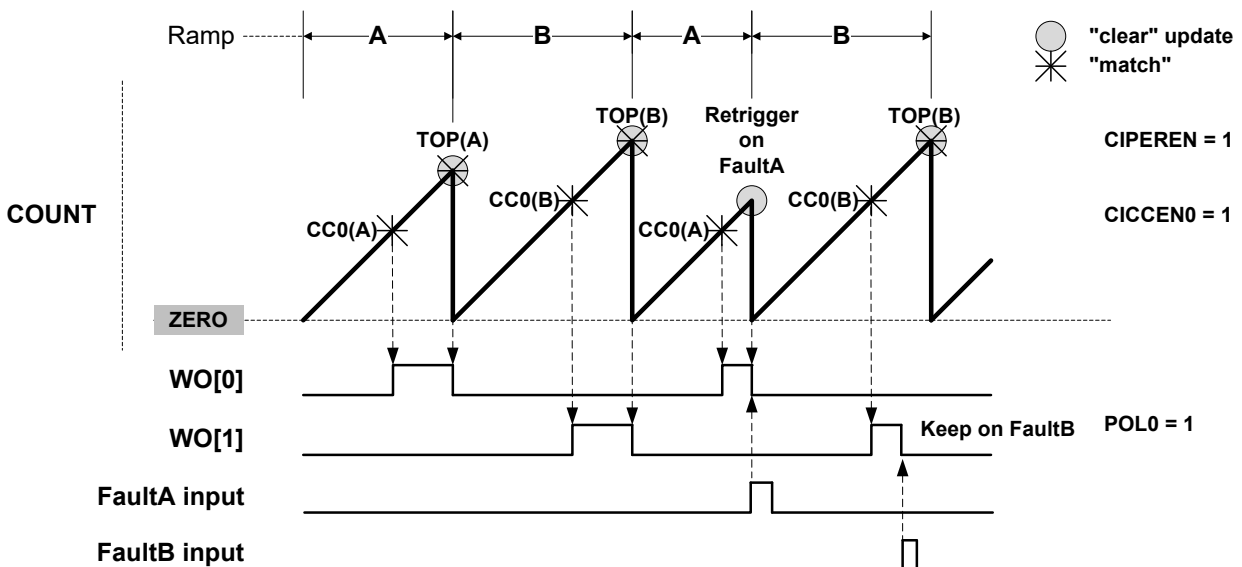 Ramp
A
B
A
B
"clear" update
"match"
TOP(A)
TOP(B)
Retrigger
on
FaultA
TOP(B)
CIPEREN = 1
COUNT
CC0(A)
CC0(B)
CC0(A)
CC0(B)
CICCEN0 = 1
ZERO
WO[0]
WO[1]
Keep on FaultB
POL0 = 1
FaultA input
FaultB input